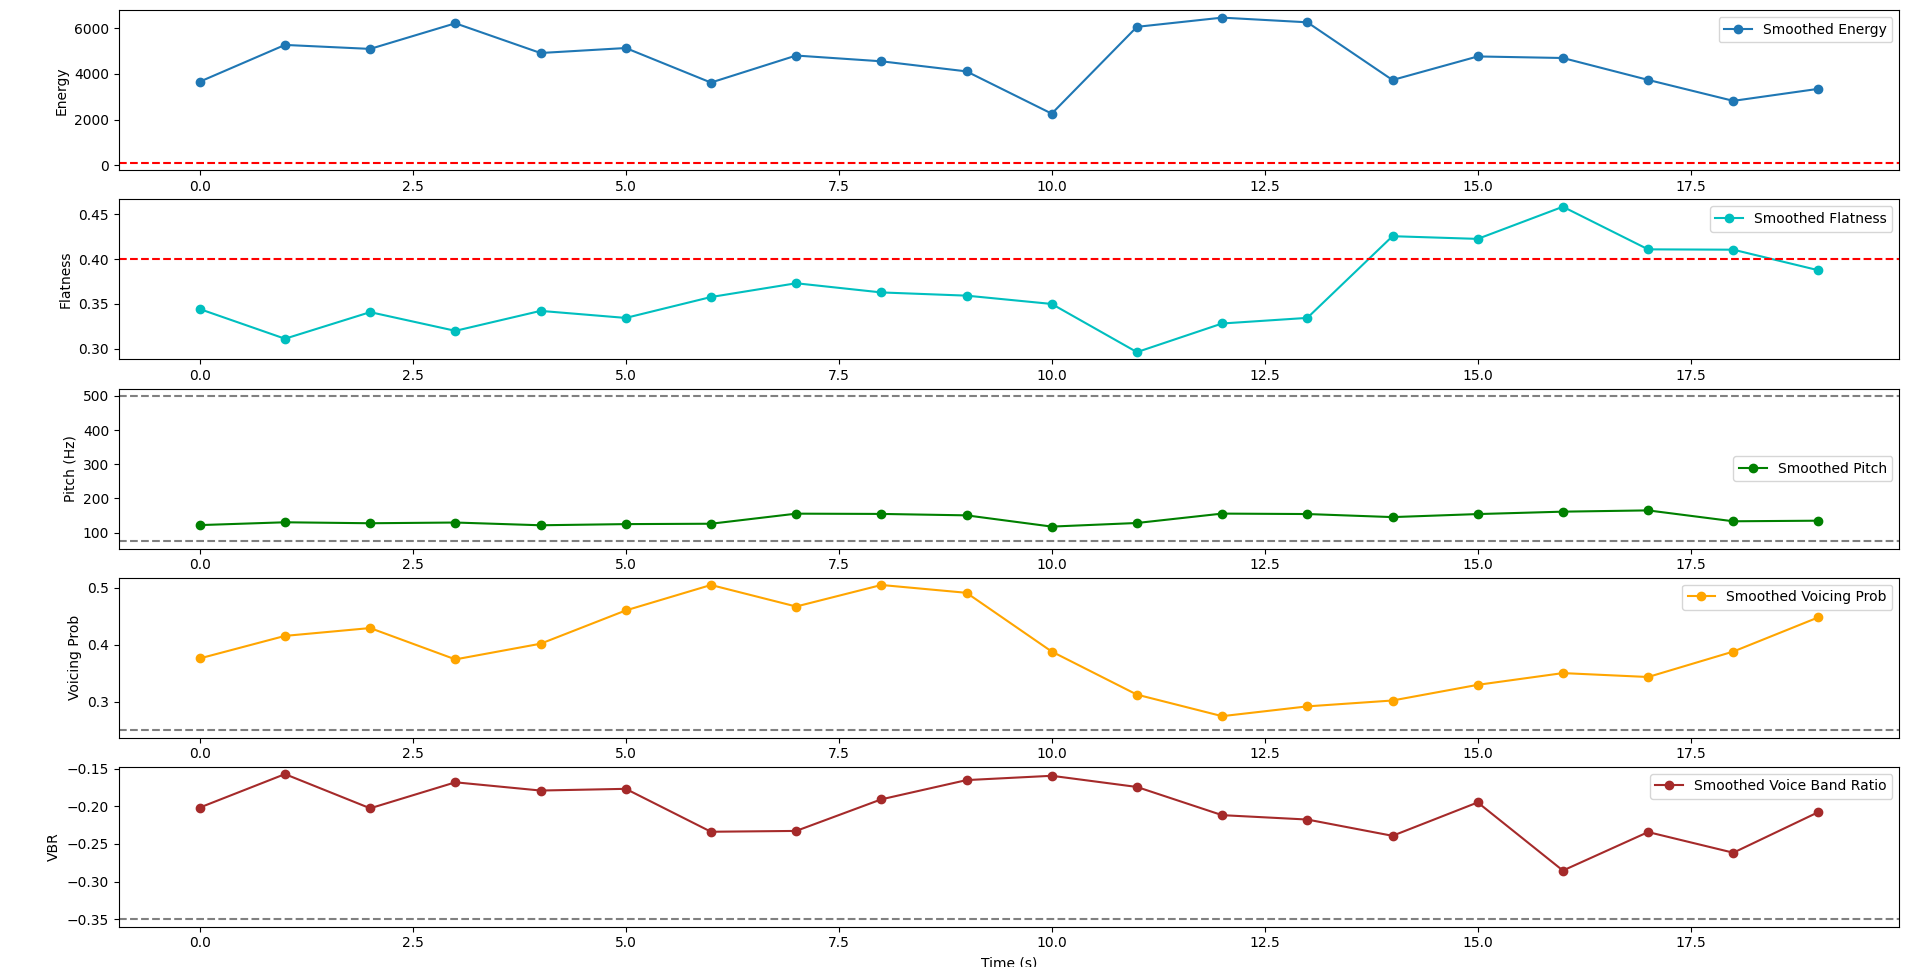 6000
4000
2000
0
Energy
Smoothed Energy
0.0 2.5 5.0 7.5 10.0 12.5 15.0 17.5
0.45
0.40
0.35
0.30
Flatness
Smoothed Flatness
0.0 2.5 5.0 7.5 10.0 12.5 15.0 17.5
500
400
300
200
100
Pitch (Hz)
Smoothed Pitch
0.0 2.5 5.0 7.5 10.0 12.5 15.0 17.5
0.5
0.4
0.3
Voicing Prob
Smoothed Voicing Prob
0.0 2.5 5.0 7.5 10.0 12.5 15.0 17.5
−0.15
−0.20
−0.25
−0.30
−0.35
VBR
Smoothed Voice Band Ratio
0.0 2.5 5.0 7.5 10.0 12.5 15.0 17.5
Time (s)